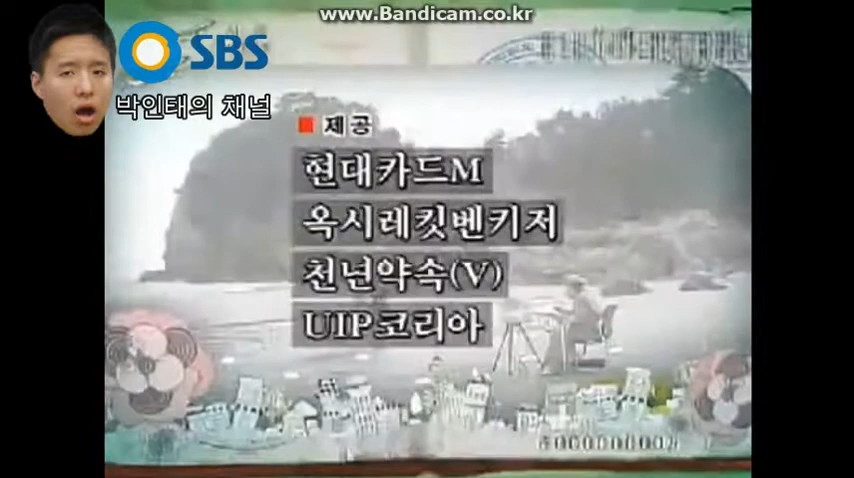 www.Bandicam.co.kr
SBS
박인태의 채널
제공
현대카드M
옥시레킷벤키저
천년약속(V)
UIP코리아